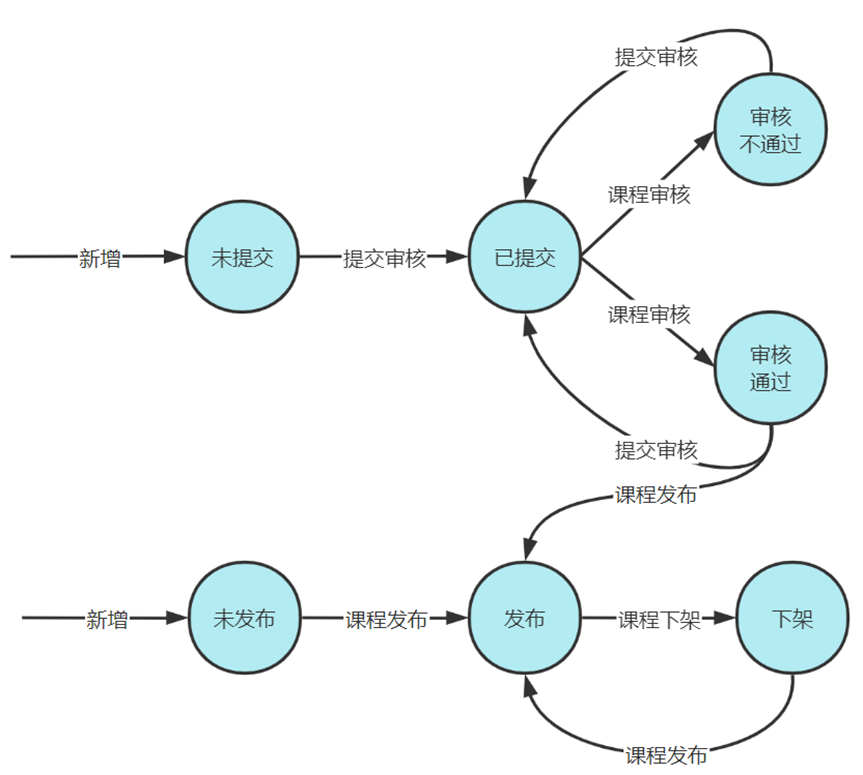 提交审核
审核
不通过
课程审核
新增
未提交
提交审核
已提交
课程审核
审核
通过
提交审核
课程发布
新增
未发布
课程发布
发布
课程下架
下架
课程发布